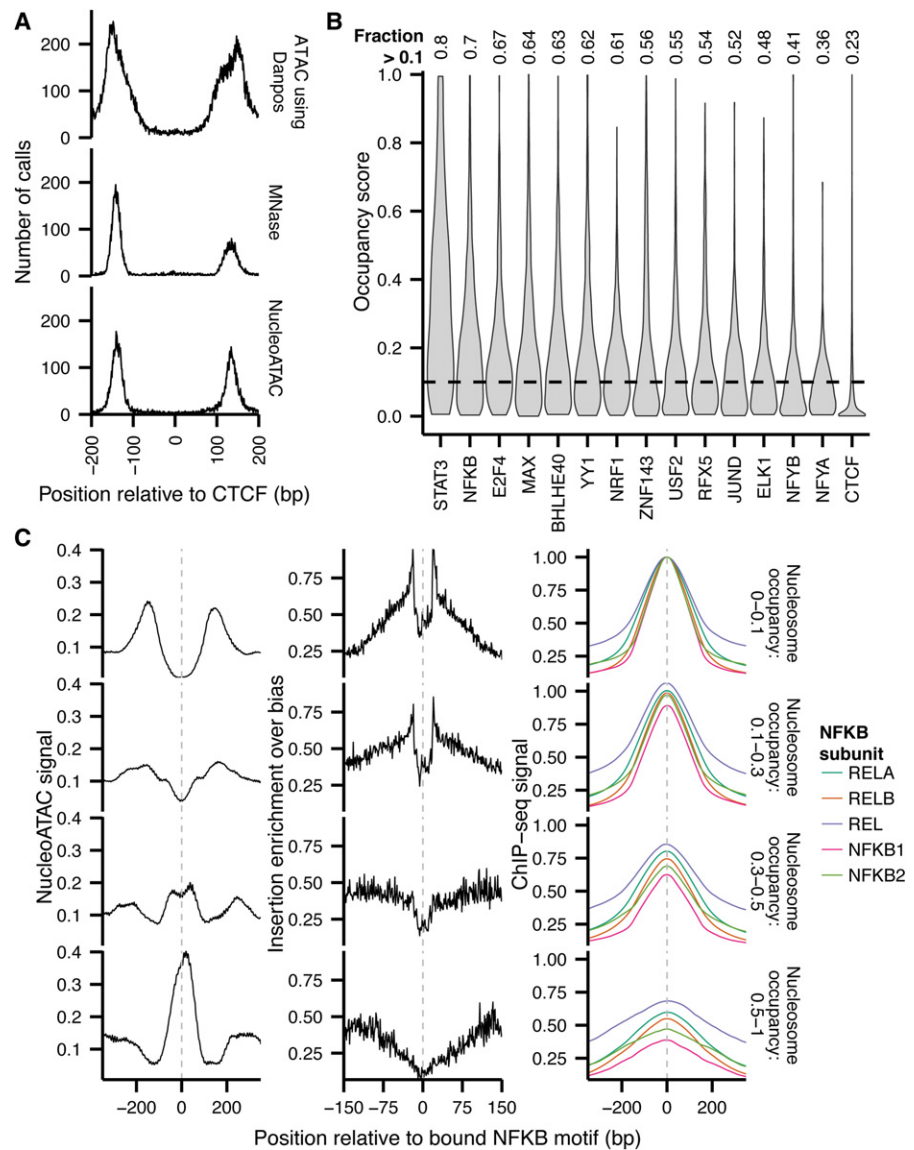 A
Number of calls
200
100
0
ATAC using
Danpos
200
100
0
MNase
200
100
0
NucleoATAC
−200
−100
0
100
200
Position relative to CTCF (bp)
B
Fraction
> 0.1
0.8
0.7
0.67
0.64
0.63
0.62
0.61
0.56
0.55
0.54
0.52
0.48
0.41
0.36
0.23
Occupancy score
1.0
0.8
0.6
0.4
0.2
0.0
STAT3
NFKB
E2F4
MAX
BHLHE40
YY1
NRF1
ZNF143
USF2
RFX5
JUND
ELK1
NFYB
NFYA
CTCF
C
NucleoATAC signal
0.4
0.3
0.2
0.1
0.4
0.3
0.2
0.1
0.4
0.3
0.2
0.1
0.4
0.3
0.2
0.1
−200
0
200
Insertion enrichment over bias
0.75
0.50
0.25
0.75
0.50
0.25
0.75
0.50
0.25
0.75
0.50
0.25
−150
−75
0
75
150
ChIP−seq signal
1.00
0.75
0.50
0.25
1.00
0.75
0.50
0.25
1.00
0.75
0.50
0.25
1.00
0.75
0.50
0.25
−200
0
200
Nucleosome
occupancy:
0−0.1
Nucleosome
occupancy:
0.1−0.3
Nucleosome
occupancy:
0.3−0.5
Nucleosome
occupancy:
0.5−1
NFKB
subunit
RELA
RELB
REL
NFKB1
NFKB2
Position relative to bound NFKB motif (bp)